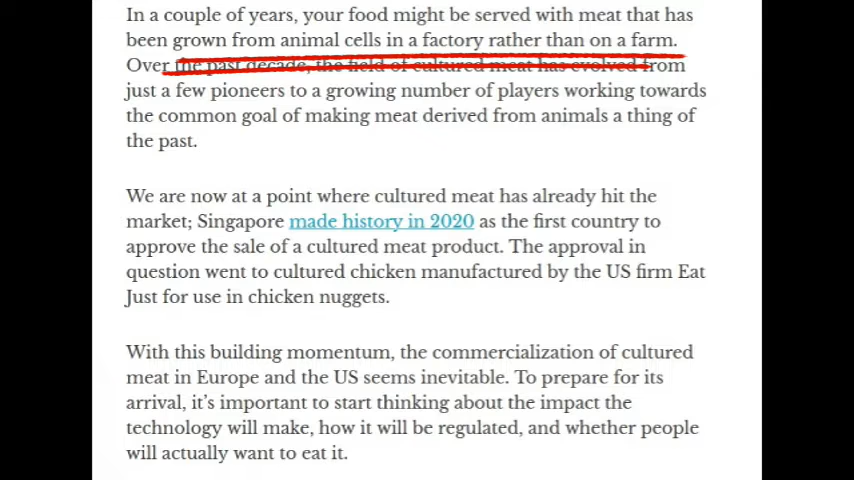 In a couple of years, your food might be served with meat that has
been grown from animal cells in a factory rather than on a farm.
Over the past decade, the field of cultured meat has evolved from
just a few pioneers to a growing number of players working towards
the common goal of making meat derived from animals a thing of
the past.
We are now at a point where cultured meat has already hit the
market; Singapore made history in 2020 as the first country to
approve the sale of a cultured meat product. The approval in
question went to cultured chicken manufactured by the US firm Eat
Just for use in chicken nuggets.
With this building momentum, the commercialization of cultured
meat in Europe and the US seems inevitable. To prepare for its
arrival, it’s important to start thinking about the impact the
technology will make, how it will be regulated, and whether people
will actually want to eat it.